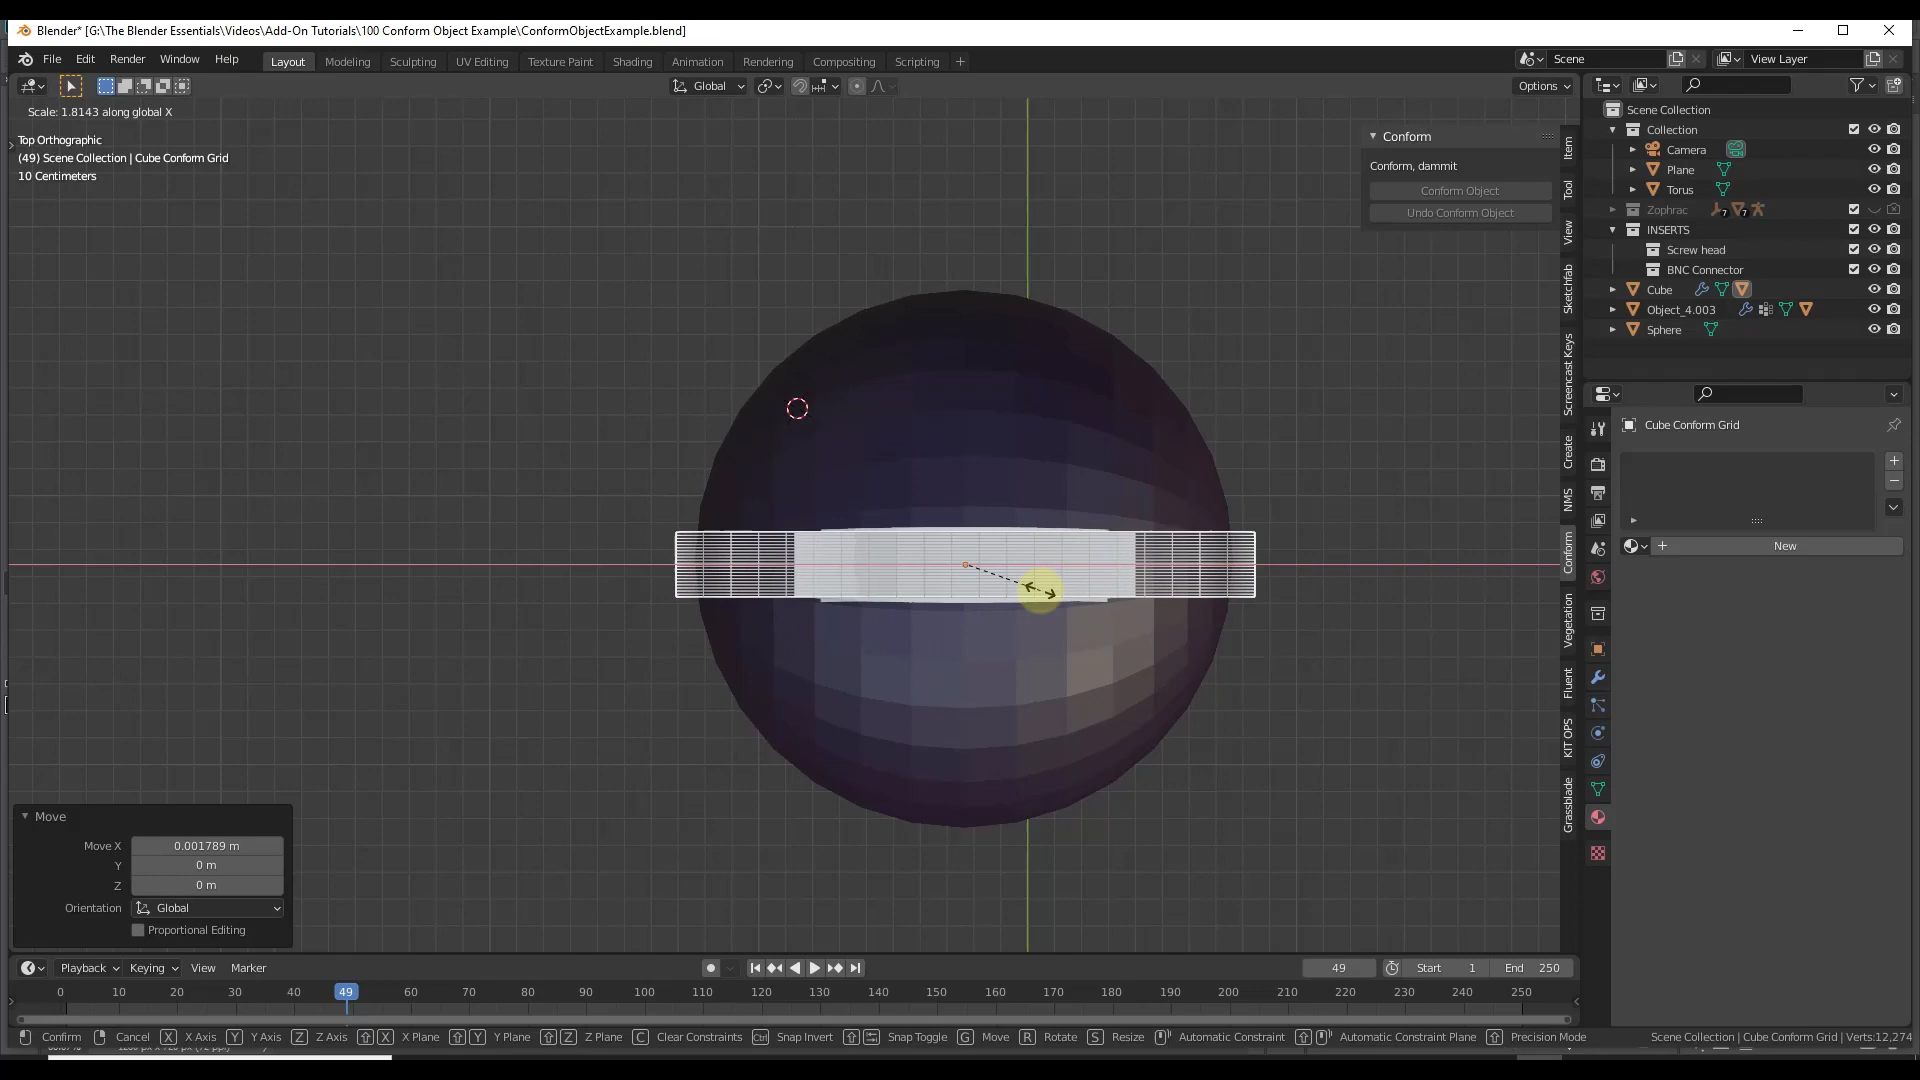 Blender* [G:\The Blender Essentials\Videos\Add-On Tutorials\100 Conform Object Example\ConformObjectExample.blend]
File Edit Render Window Help Layout Modeling Sculpting UV Editing Texture Paint Shading Animation Rendering Compositing Scripting + Scene View Layer
Global Options
Scale: 1.8143 along global X
Top Orthographic
(49) Scene Collection | Cube Conform Grid
10 Centimeters
Conform
Conform, dammit
Conform Object
Undo Conform Object
Item
Tool
View
Sketchfab
Screencast Keys
Create
NMS
Conform
Vegetation
Fluent
KIT OPS
Grassblade
Scene Collection
Collection
Camera
Plane
Torus
Zophrac 7 7
INSERTS
Screw head
BNC Connector
Cube
Object_4.003
Sphere
Cube Conform Grid
+ New
Move
Move X 0.001789 m
Y 0 m
Z 0 m
Orientation Global
Proportional Editing
Playback Keying View Marker 49 Start 1 End 250
0 10 20 30 40 49 60 70 80 90 100 110 120 130 140 150 160 170 180 190 200 210 220 230 240 250
Confirm Cancel X X Axis Y Y Axis Z Z Axis X X Plane Y Y Plane Z Z Plane C Clear Constraints Ctrl Snap Invert Snap Toggle G Move R Rotate S Resize Automatic Constraint Automatic Constraint Plane Precision Mode Scene Collection | Cube Conform Grid | Verts:12,274